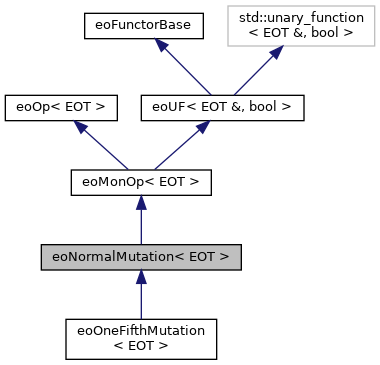 eoFunctorBase
std::unary_function
< EOT &, bool >
eoOp< EOT >
eoUF< EOT &, bool >
eoMonOp< EOT >
eoNormalMutation< EOT >
eoOneFifthMutation
< EOT >